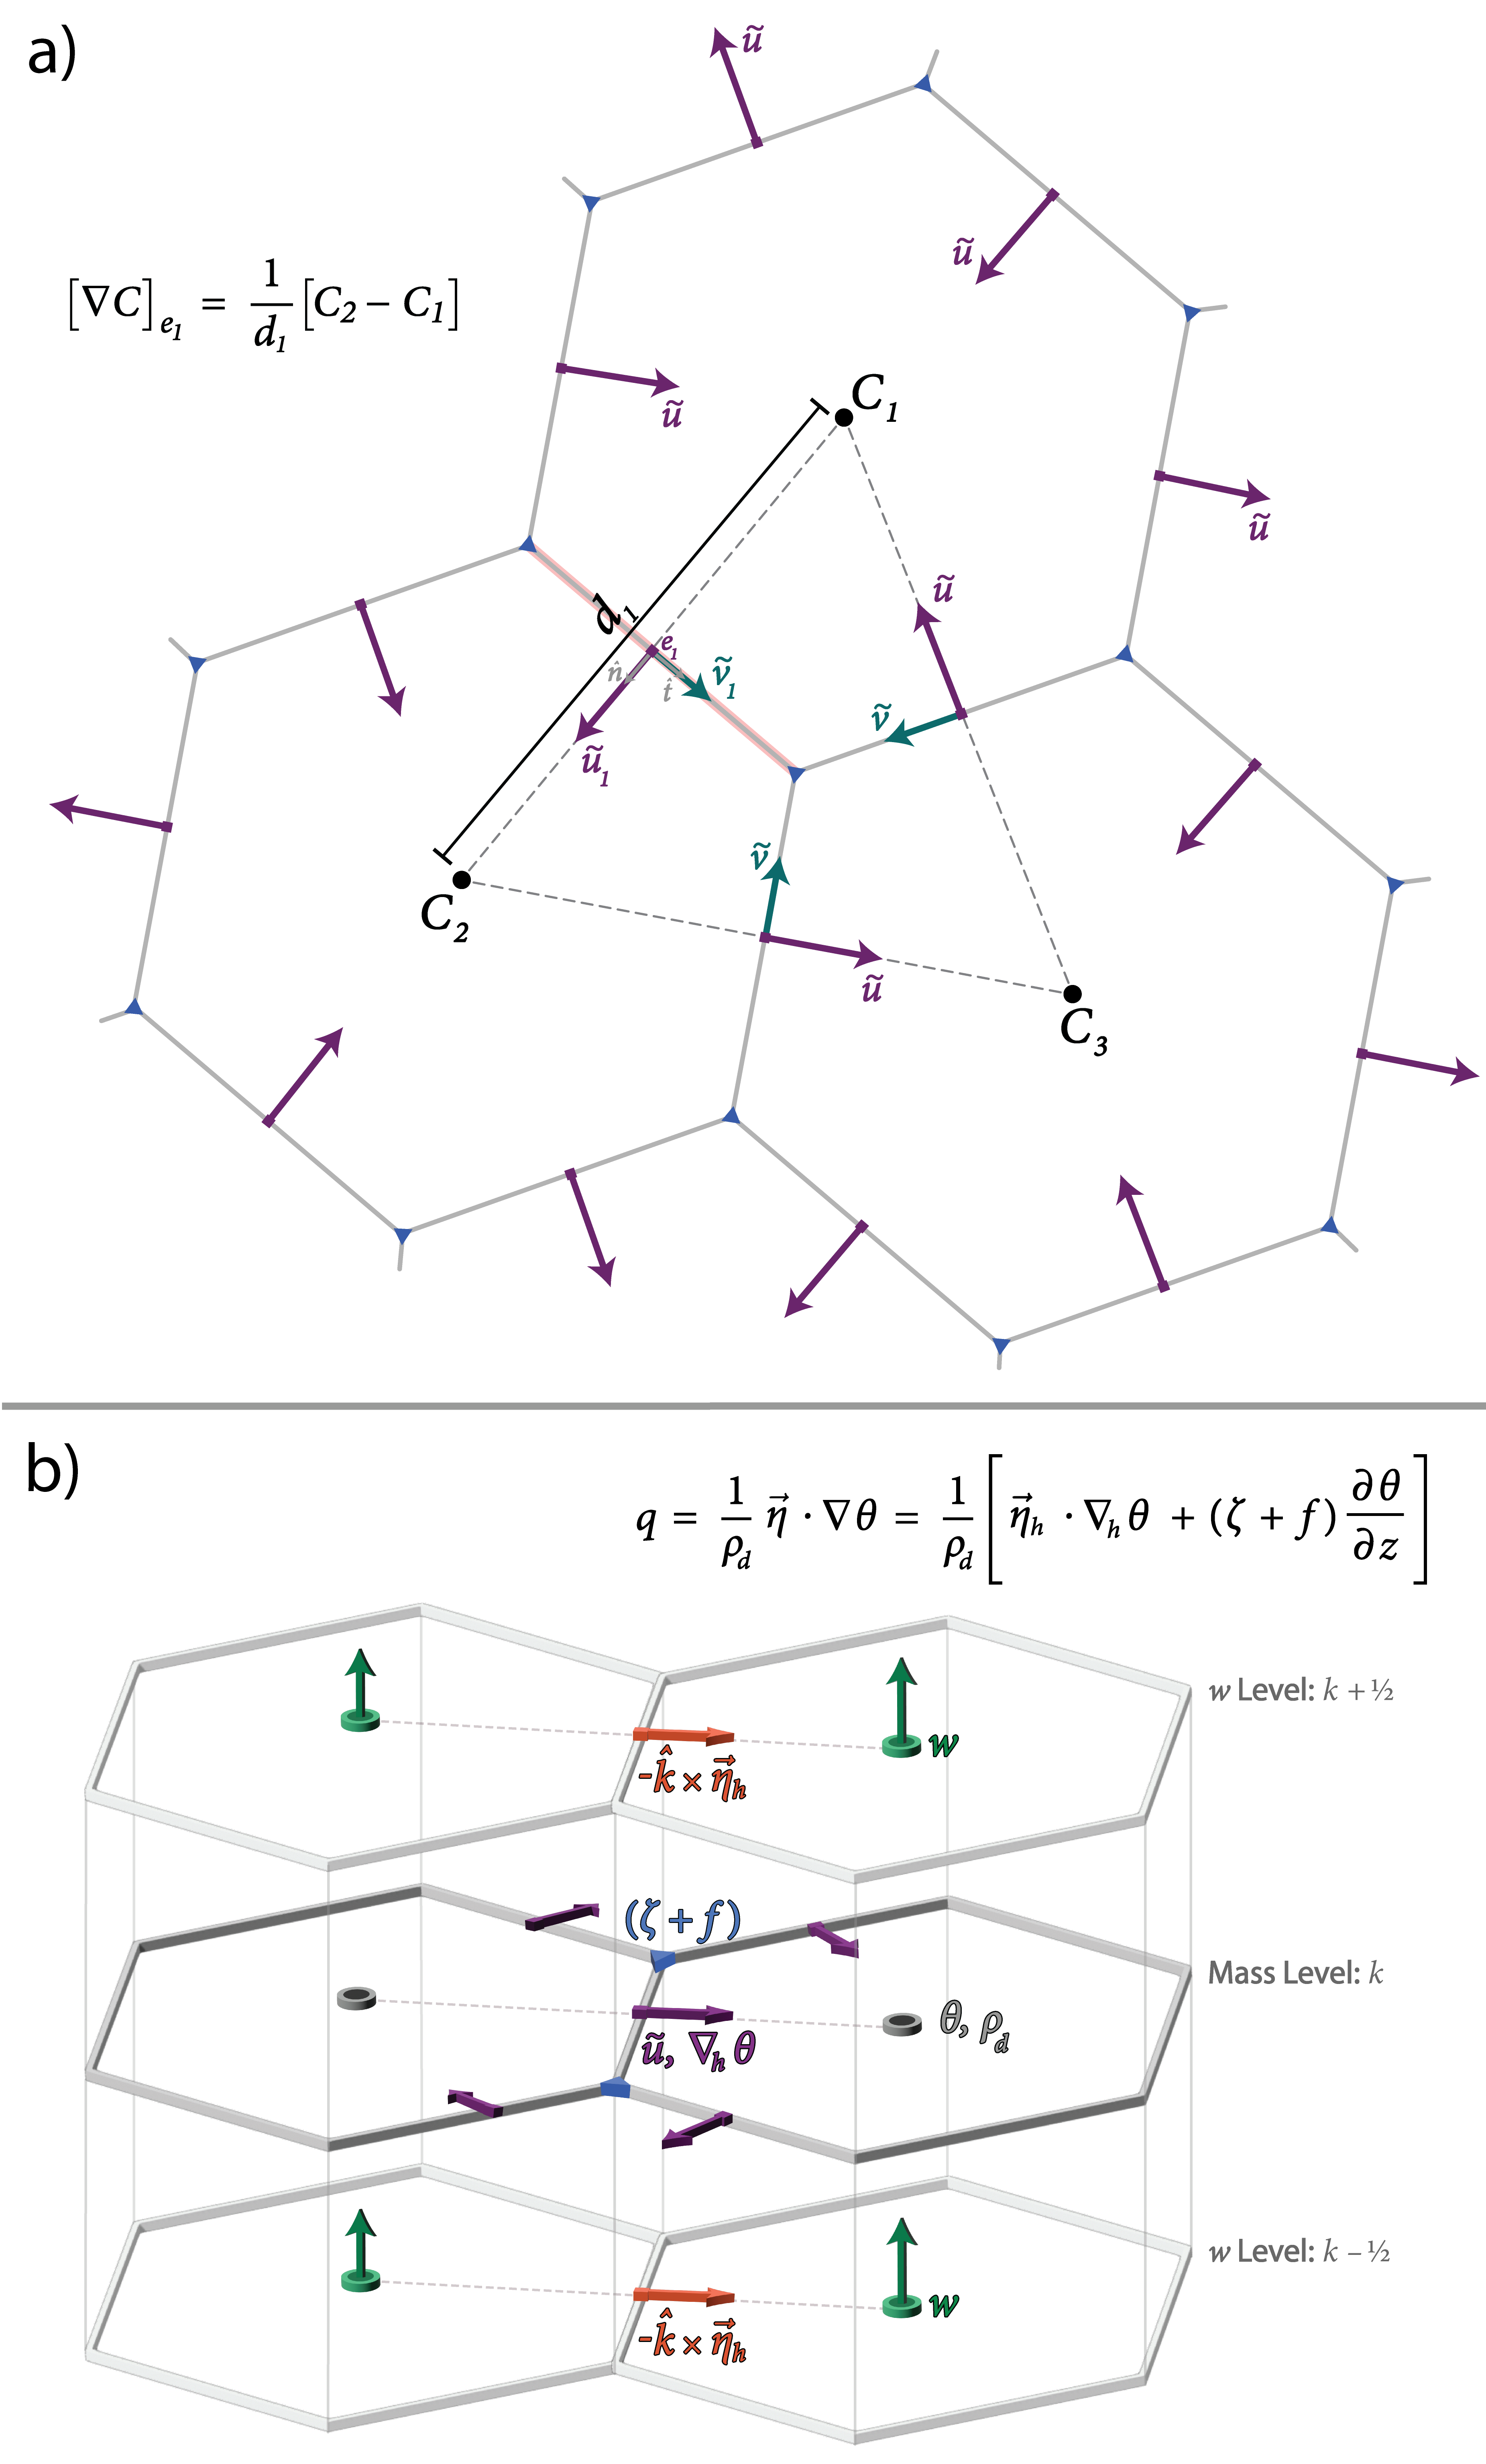 a)
ũ
ũ
[∇C]e₁ = 1/d₁ [C₂ − C₁]
C₁
ũ
ũ
d₁
ũ
e₁
n̂
t̂
ṽ₁
ṽ
ũ₁
ṽ
C₂
ũ
C₃
b)
q = 1/ρd η⃗ · ∇θ = 1/ρd [η⃗h · ∇hθ + (ζ + f) ∂θ/∂z]
w Level: k + ½
w
-k̂ × η⃗h
(ζ + f)
Mass Level: k
θ, ρd
ũ, ∇hθ
w Level: k − ½
w
-k̂ × η⃗h